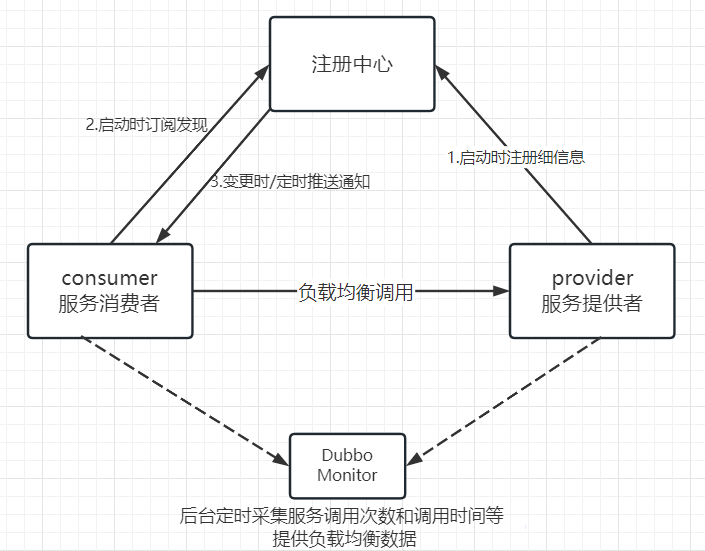 注册中心
2.启动时订阅发现
1.启动时注册细信息
3.变更时/定时推送通知
consumer
服务消费者
负载均衡调用
provider
服务提供者
Dubbo
Monitor
后台定时采集服务调用次数和调用时间等
提供负载均衡数据